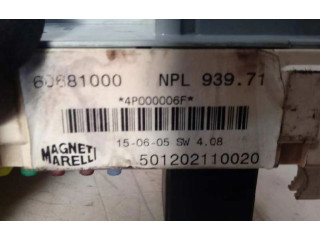 60681000 NPL 939.71
*4P000006F*
15-06-05 SW 4.08
MAGNETI
MARELLI
501202110020